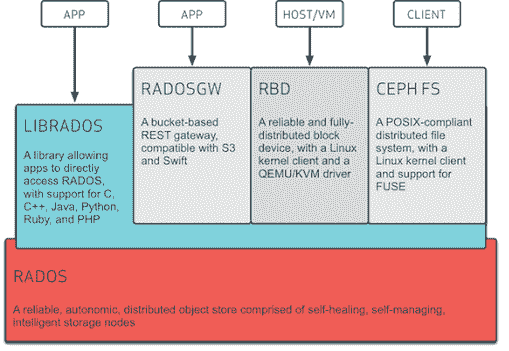 APP
APP
HOST/VM
CLIENT
RADOSGW
A bucket-based
REST gateway,
compatible with S3
and Swift
RBD
A reliable and fully-
distributed block
device, with a Linux
kernel client and a
QEMU/KVM driver
CEPH FS
A POSIX-compliant
distributed file
system, with a
Linux kernel client
and support for
FUSE
LIBRADOS
A library allowing
apps to directly
access RADOS,
with support for C,
C++, Java, Python,
Ruby, and PHP
RADOS
A reliable, autonomic, distributed object store comprised of self-healing, self-managing,
intelligent storage nodes